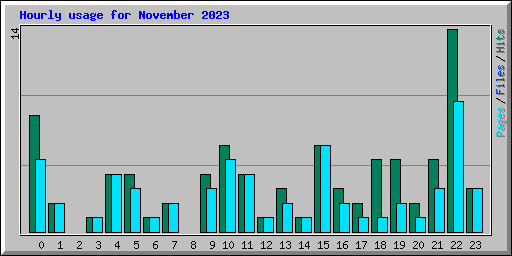 Hourly usage for November 2023
14
Pages/Files/Hits
0 1 2 3 4 5 6 7 8 9 10 11 12 13 14 15 16 17 18 19 20 21 22 23